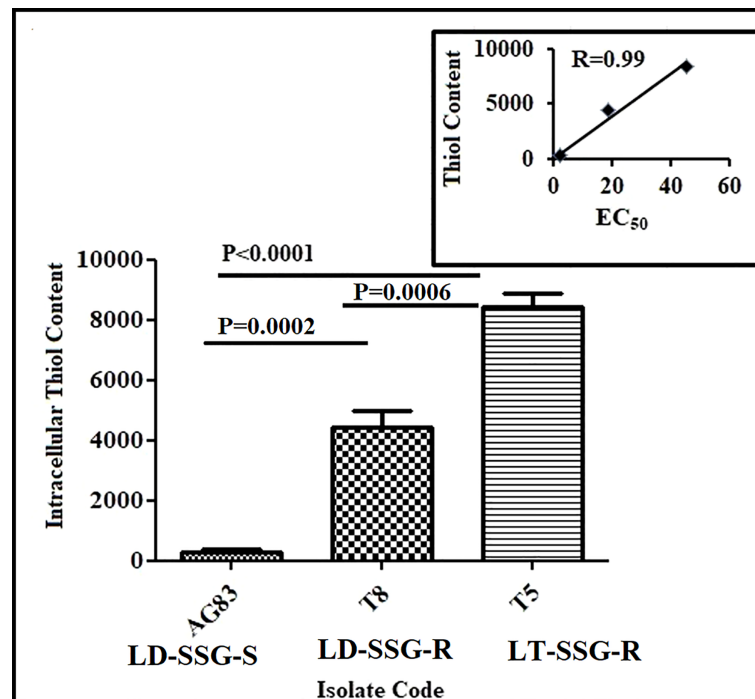 10000
R=0.99
5000
0
0 20 40 60
Thiol Content
EC50
10000
P<0.0001
P=0.0006
8000
P=0.0002
6000
4000
2000
0
Intracellular Thiol Content
AG83 T8 T5
LD-SSG-S LD-SSG-R LT-SSG-R
Isolate Code